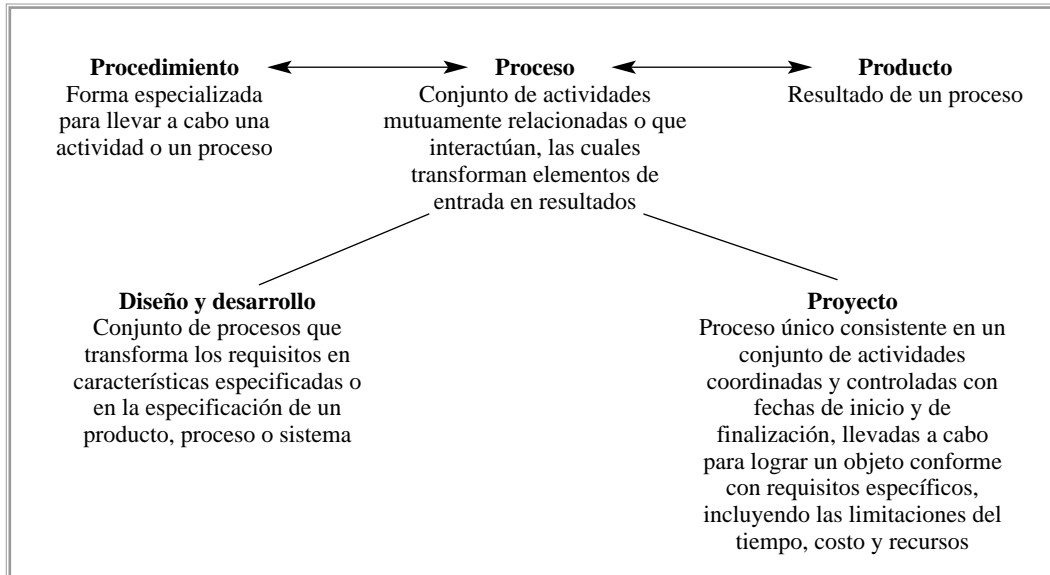 Procedimiento
Forma especializada
para llevar a cabo una
actividad o un proceso
Proceso
Conjunto de actividades
mutuamente relacionadas o que
interactúan, las cuales
transforman elementos de
entrada en resultados
Producto
Resultado de un proceso
Diseño y desarrollo
Conjunto de procesos que
transforma los requisitos en
características especificadas o
en la especificación de un
producto, proceso o sistema
Proyecto
Proceso único consistente en un
conjunto de actividades
coordinadas y controladas con
fechas de inicio y de
finalización, llevadas a cabo
para lograr un objeto conforme
con requisitos específicos,
incluyendo las limitaciones del
tiempo, costo y recursos